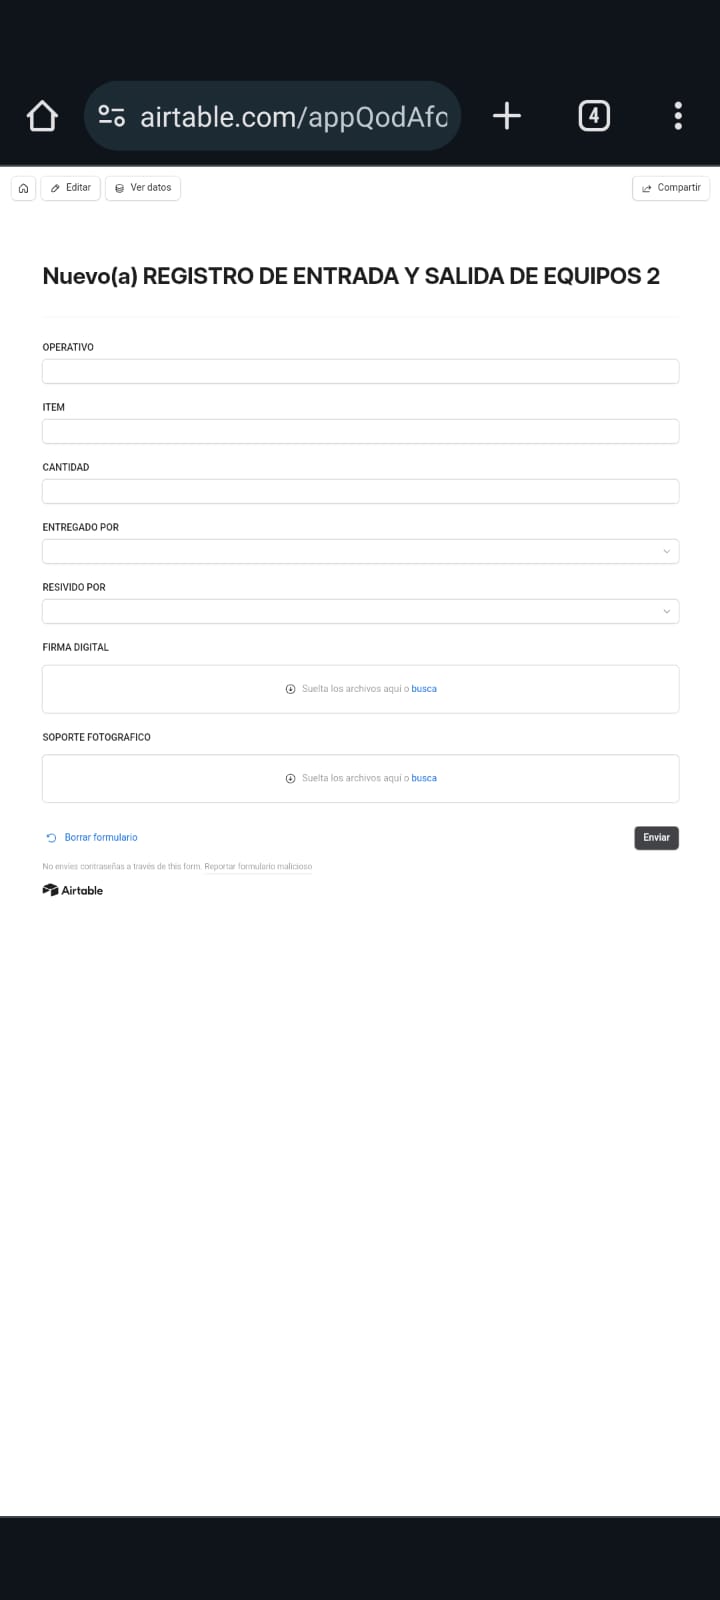 airtable.com/appQodAfc
4
Editar
Ver datos
Compartir
Nuevo(a) REGISTRO DE ENTRADA Y SALIDA DE EQUIPOS 2
OPERATIVO
ITEM
CANTIDAD
ENTREGADO POR
RESIVIDO POR
FIRMA DIGITAL
Suelta los archivos aquí o busca
SOPORTE FOTOGRAFICO
Suelta los archivos aquí o busca
Borrar formulario
Enviar
No envíes contraseñas a través de this form. Reportar formulario malicioso
Airtable